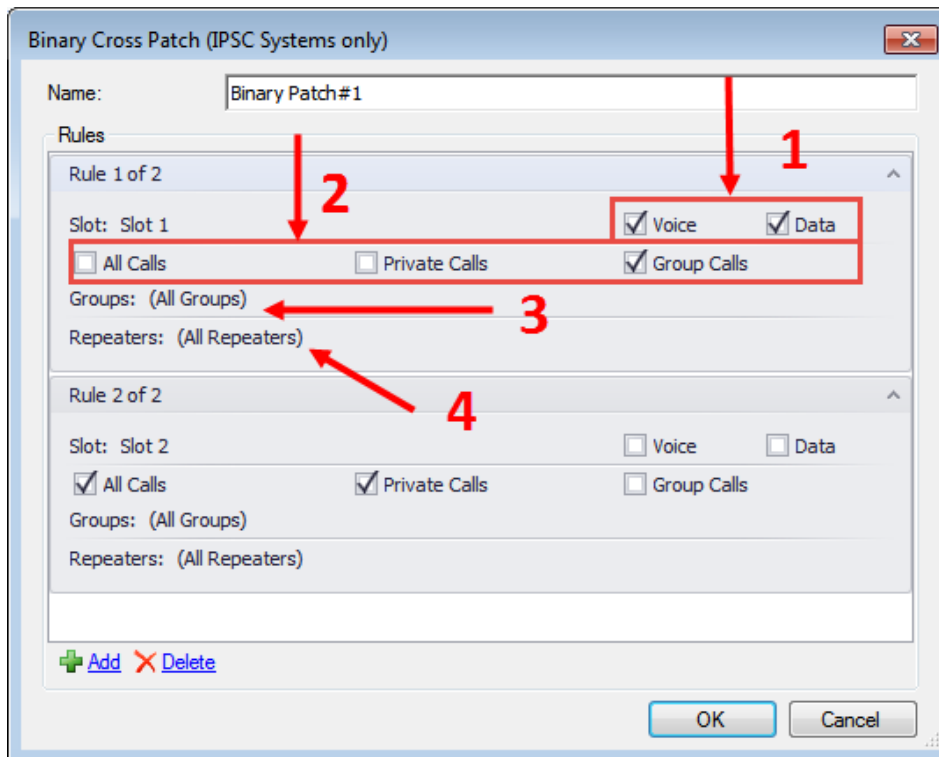 Binary Cross Patch (IPSC Systems only)
Name: Binary Patch#1
Rules
1
Rule 1 of 2
2
Slot: Slot 1 Voice Data
All Calls Private Calls Group Calls
Groups: (All Groups)
3
Repeaters: (All Repeaters)
4
Rule 2 of 2
Slot: Slot 2 Voice Data
All Calls Private Calls Group Calls
Groups: (All Groups)
Repeaters: (All Repeaters)
Add Delete
OK Cancel